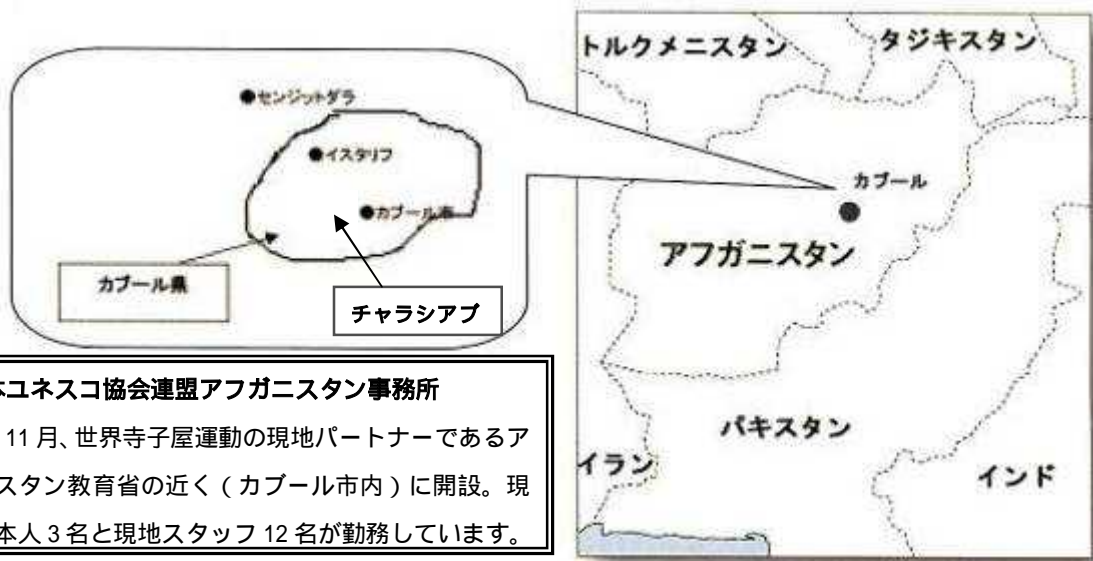 トルクメニスタン
タジキスタン
●センジットダラ
●イスタリフ
●カブール市
カブール
アフガニスタン
カブール県
チャラシアブ
パキスタン
イラン
インド
本ユネスコ協会連盟アフガニスタン事務所
11月、世界寺子屋運動の現地パートナーであるア
スタン教育省の近く(カブール市内)に開設。現
本人3名と現地スタッフ12名が勤務しています。